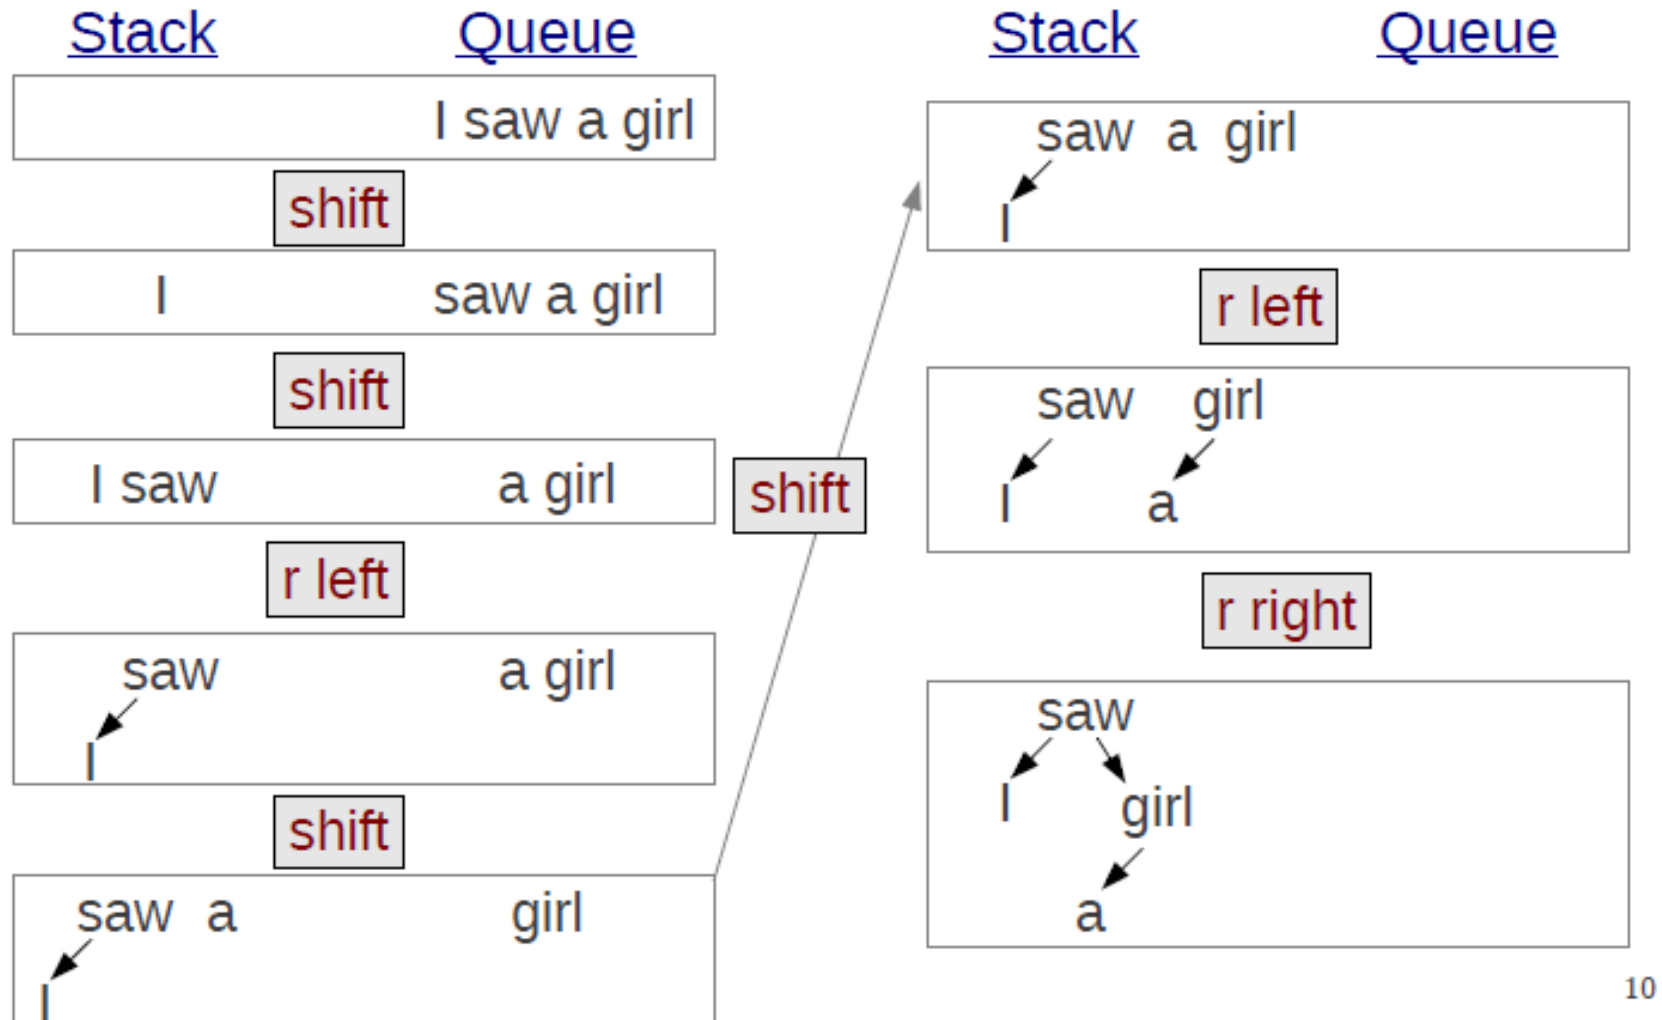 Stack Queue
I saw a girl
shift
I saw a girl
shift
I saw a girl
r left
saw a girl
I
shift
saw a girl
I
shift
Stack Queue
saw a girl
I
r left
saw girl
I a
r right
saw
I girl
a
10